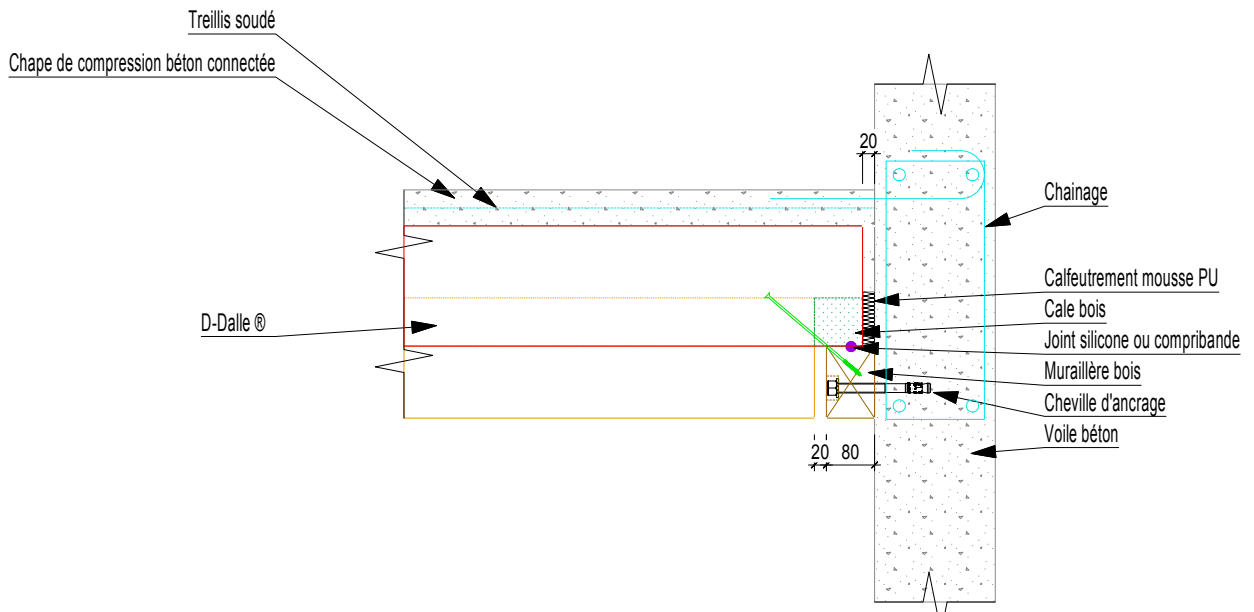 Treillis soudé
Chape de compression béton connectée
20
Chainage
Calfeutrement mousse PU
Cale bois
D-Dalle ®
Joint silicone ou compribande
Muraillère bois
Cheville d'ancrage
Voile béton
20
80